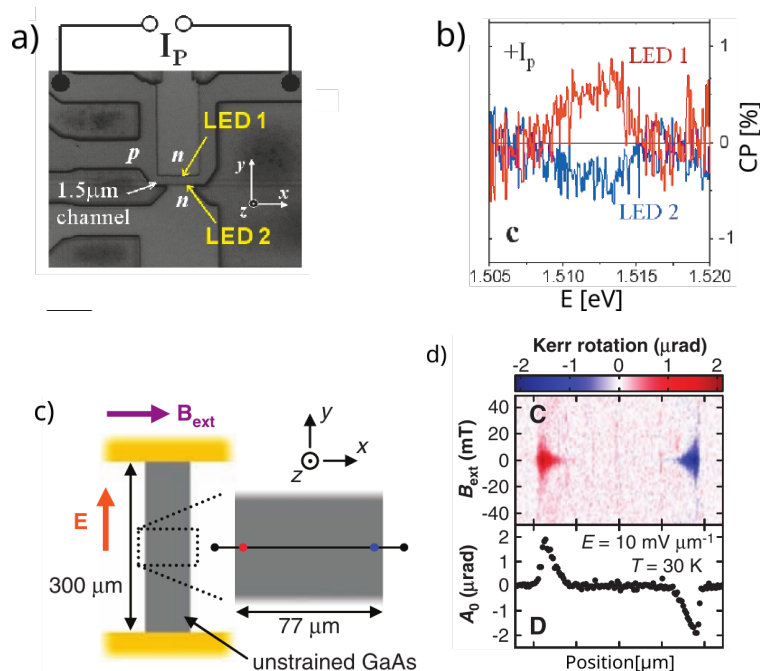 a)
I_P
LED 1
p
n
1.5μm
channel
n
y
x
z
LED 2
b)
+I_p
LED 1
LED 2
c
1
0
-1
CP [%]
1.505
1.510
1.515
1.520
E [eV]
c)
B_ext
E
300 μm
y
x
z
77 μm
unstrained GaAs
d)
Kerr rotation (μrad)
-2
-1
0
1
2
C
40
20
0
-20
-40
B_ext (mT)
E = 10 mV μm⁻¹
T = 30 K
2
1
0
-1
-2
A_0 (μrad)
D
Position[μm]